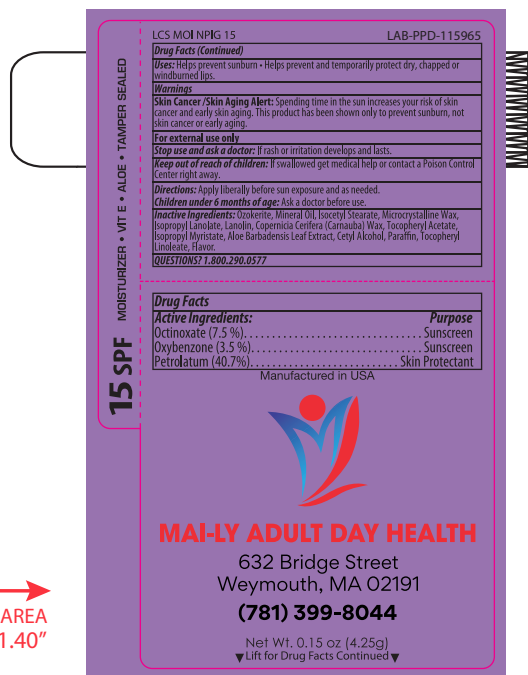 LCS MOI NPIG 15
LAB-PPD-115965
Drug Facts (Continued)
Uses: Helps prevent sunburn • Helps prevent and temporarily protect dry, chapped or
windburned lips.
Warnings
Skin Cancer /Skin Aging Alert: Spending time in the sun increases your risk of skin
cancer and early skin aging. This product has been shown only to prevent sunburn, not
skin cancer or early aging.
For external use only
Stop use and ask a doctor: If rash or irritation develops and lasts.
Keep out of reach of children: If swallowed get medical help or contact a Poison Control
Center right away.
Directions: Apply liberally before sun exposure and as needed.
Children under 6 months of age: Ask a doctor before use.
Inactive Ingredients: Ozokerite, Mineral Oil, Isocetyl Stearate, Microcrystalline Wax,
Isopropyl Lanolate, Lanolin, Copernicia Cerifera (Carnauba) Wax, Tocopheryl Acetate,
Isopropyl Myristate, Aloe Barbadensis Leaf Extract, Cetyl Alcohol, Paraffin, Tocopheryl
Linoleate, Flavor.
QUESTIONS? 1.800.290.0577
15 SPF MOISTURIZER • VIT E • ALOE • TAMPER SEALED
Drug Facts
Active Ingredients: Purpose
Octinoxate (7.5 %)..............................Sunscreen
Oxybenzone (3.5 %).............................Sunscreen
Petrolatum (40.7%)..........................Skin Protectant
Manufactured in USA
MAI-LY ADULT DAY HEALTH
632 Bridge Street
Weymouth, MA 02191
(781) 399-8044
Net Wt. 0.15 oz (4.25g)
▼Lift for Drug Facts Continued▼
AREA
1.40"